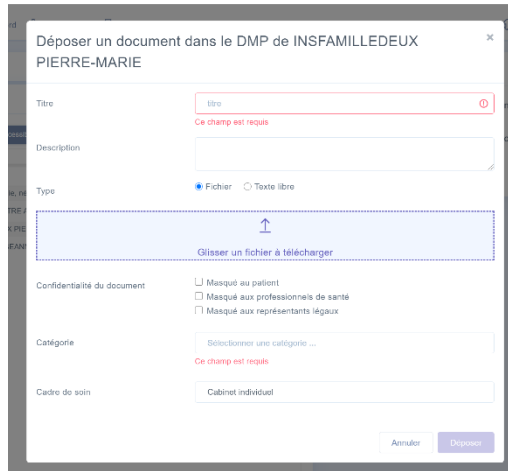 Déposer un document dans le DMP de INSFAMILLEDEUX
PIERRE-MARIE
×
Titre
titre
Ce champ est requis
Description
Type
Fichier
Texte libre
Glisser un fichier à télécharger
Confidentialité du document
Masqué au patient
Masqué aux professionnels de santé
Masqué aux représentants légaux
Catégorie
Sélectionner une catégorie ...
Ce champ est requis
Cadre de soin
Cabinet individuel
Annuler
Déposer